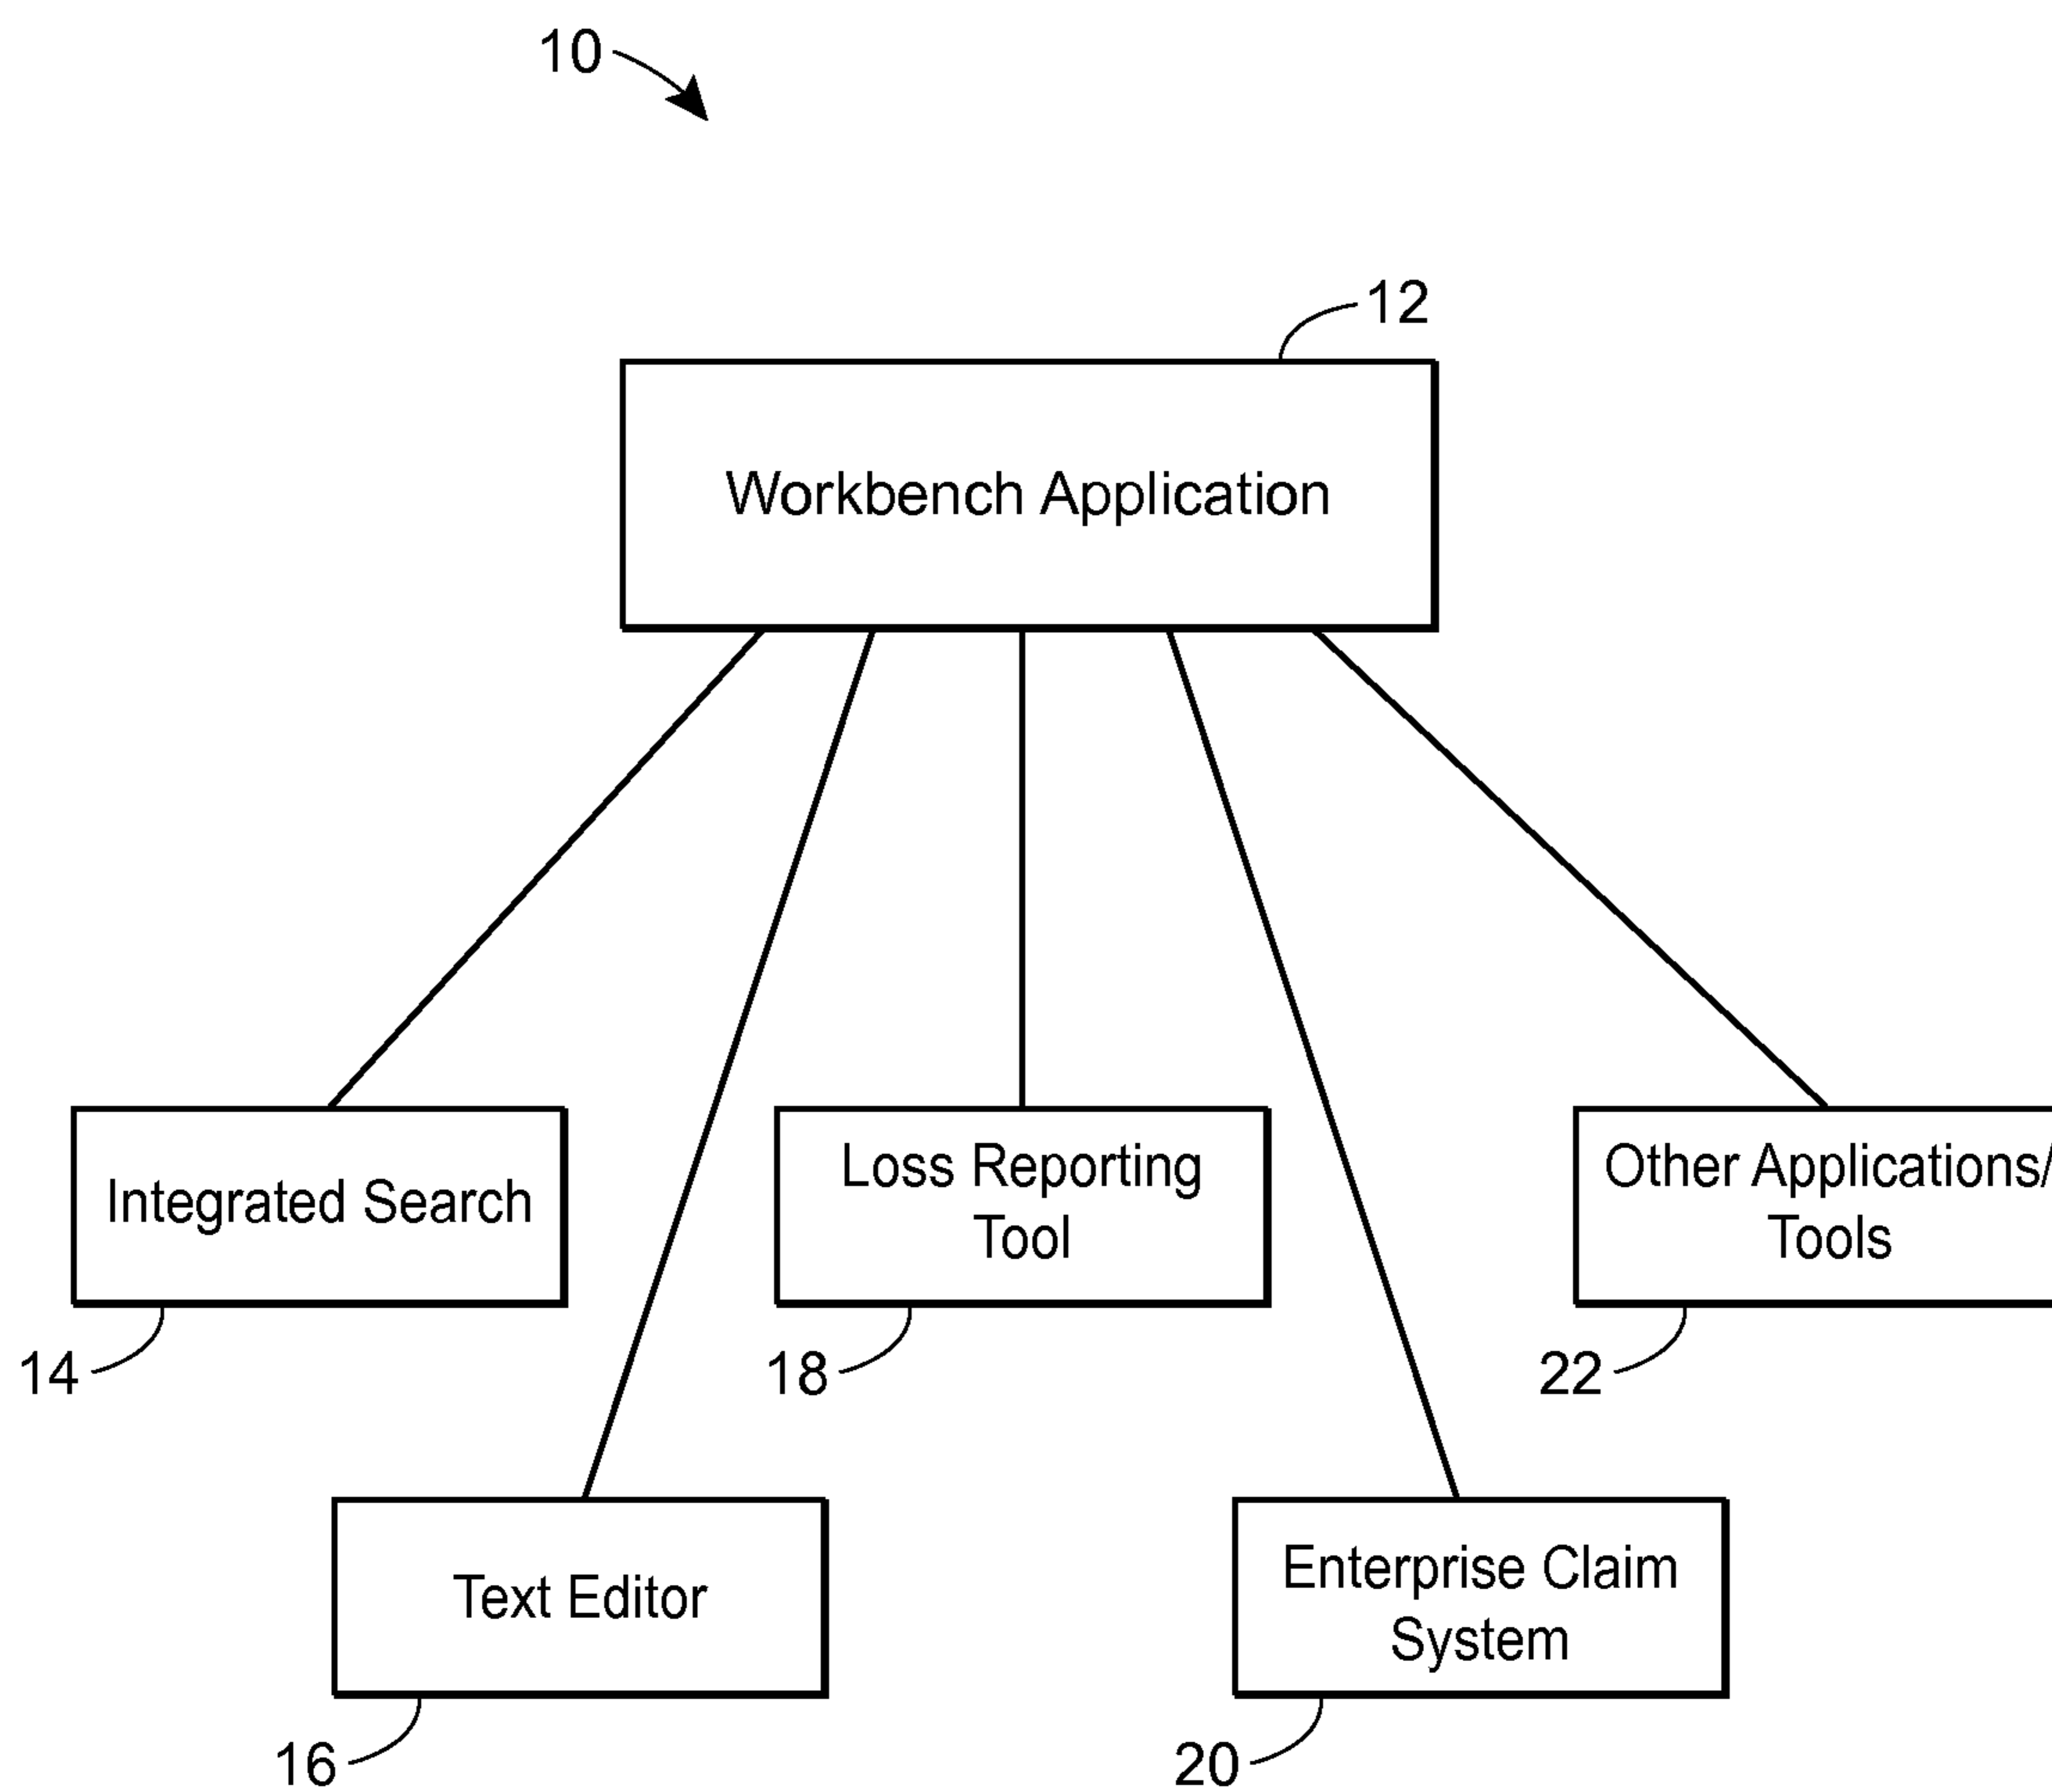 10
12
Workbench Application
Integrated Search
Loss Reporting
Tool
Other Applications/
Tools
14
18
22
Text Editor
Enterprise Claim
System
16
20